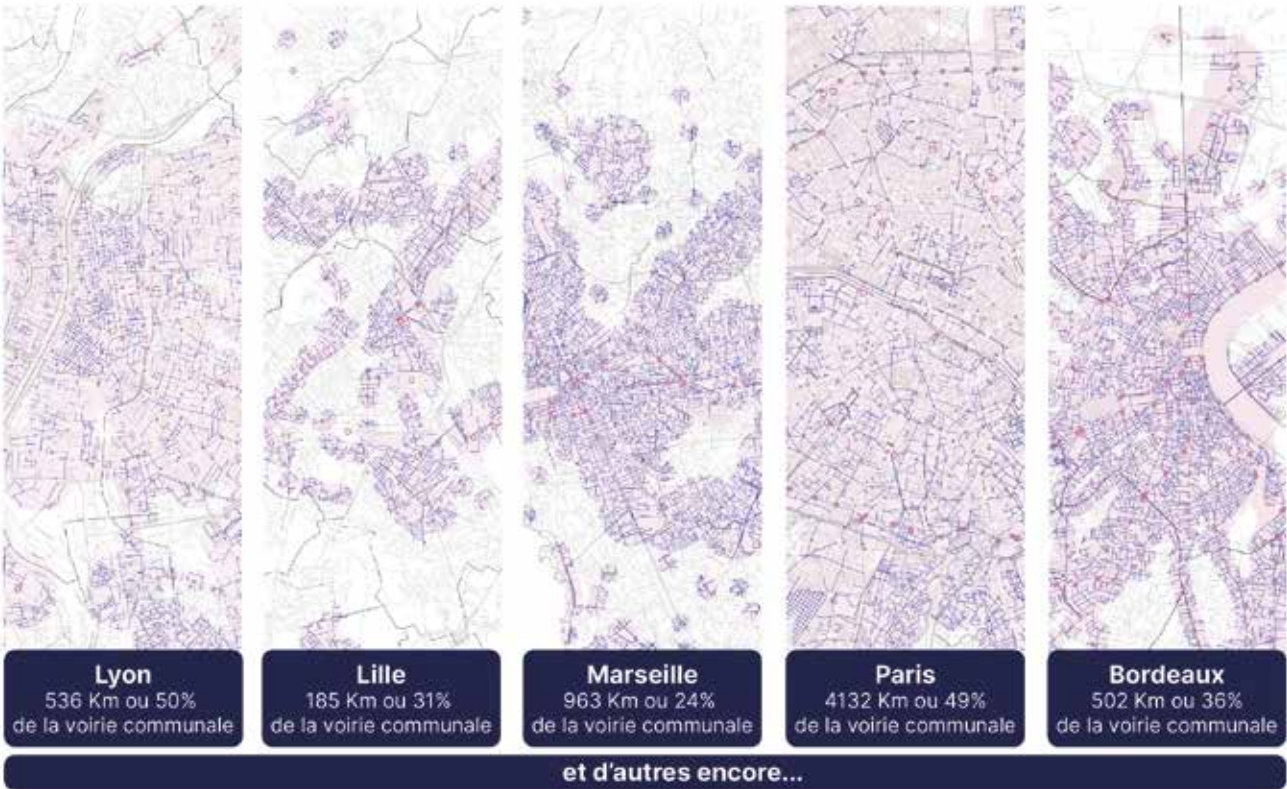 Lyon
536 Km ou 50%
de la voirie communale
Lille
185 Km ou 31%
de la voirie communale
Marseille
963 Km ou 24%
de la voirie communale
Paris
4132 Km ou 49%
de la voirie communale
Bordeaux
502 Km ou 36%
de la voirie communale
et d'autres encore...